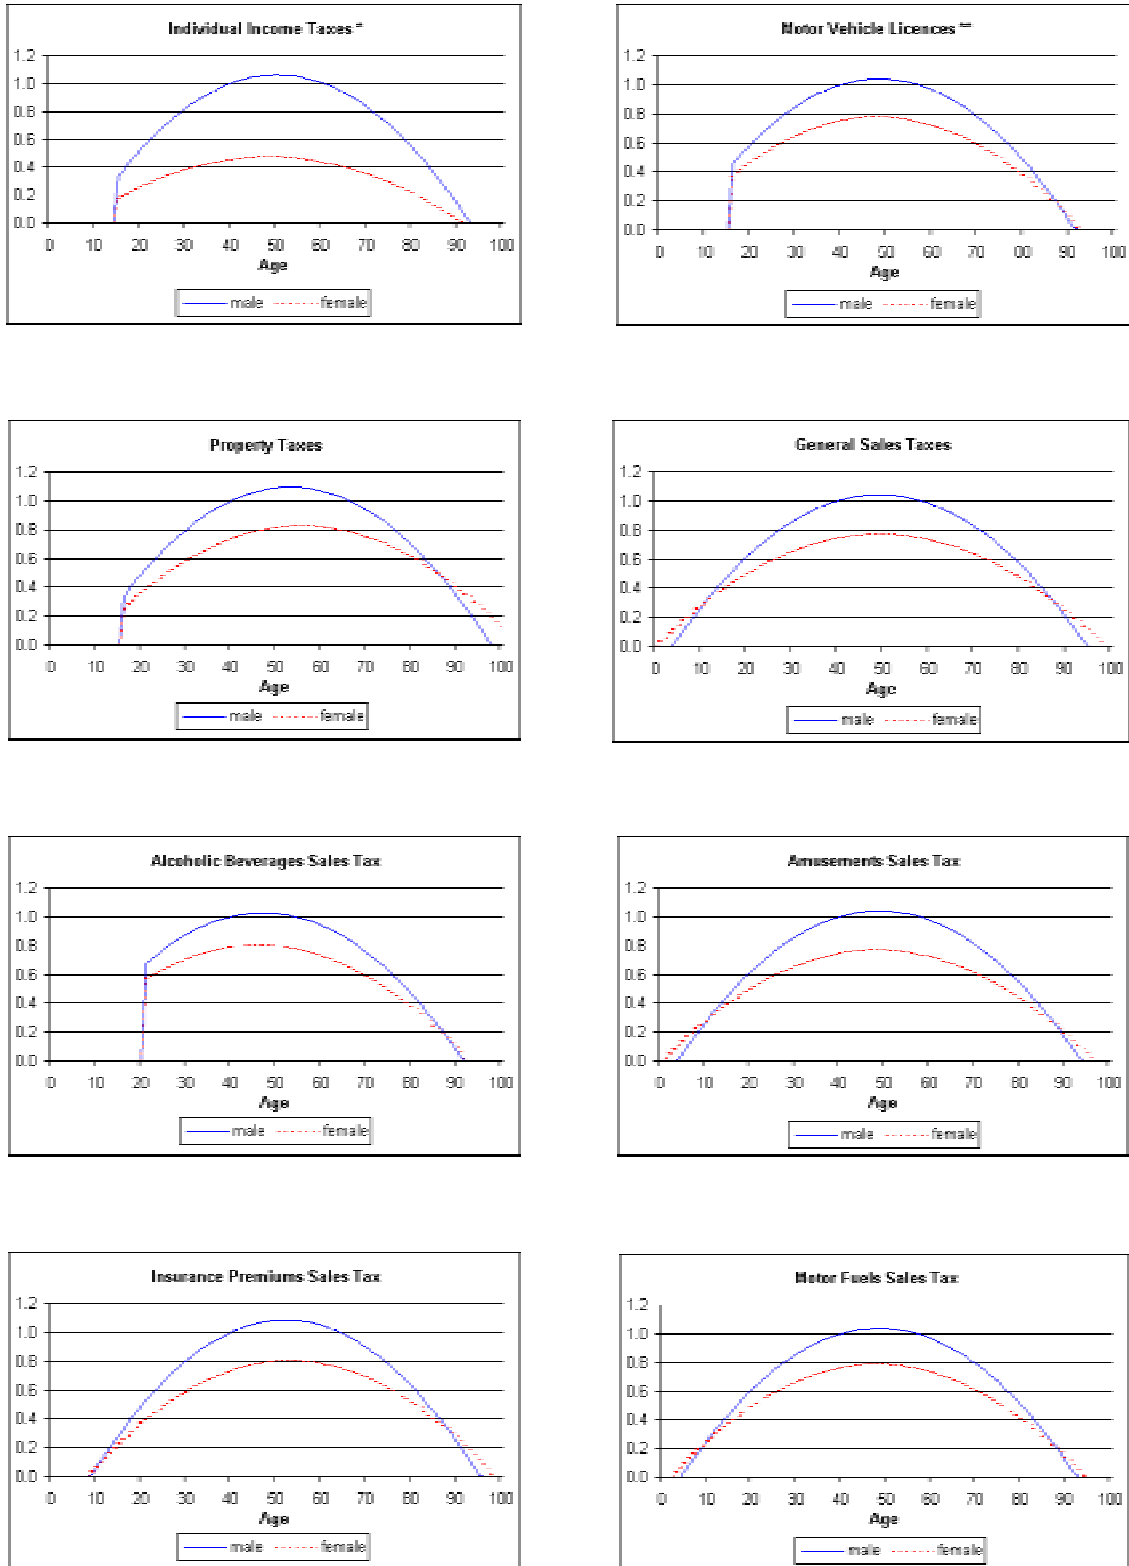 Individual Income Taxes *
1.2
1.0
0.8
0.6
0.4
0.2
0.0
0 10 20 30 40 50 60 70 80 90 100
Age
male female
Motor Vehicle Licences **
1.2
1.0
0.8
0.6
0.4
0.2
0.0
0 10 20 30 40 50 60 70 80 90 100
Age
male female
Property Taxes
1.2
1.0
0.8
0.6
0.4
0.2
0.0
0 10 20 30 40 50 60 70 80 90 100
Age
male female
General Sales Taxes
1.2
1.0
0.8
0.6
0.4
0.2
0.0
0 10 20 30 40 50 60 70 80 90 100
Age
male female
Alcoholic Beverages Sales Tax
1.2
1.0
0.8
0.6
0.4
0.2
0.0
0 10 20 30 40 50 60 70 80 90 100
Age
male female
Amusements Sales Tax
1.2
1.0
0.8
0.6
0.4
0.2
0.0
0 10 20 30 40 50 60 70 80 90 100
Age
male female
Insurance Premiums Sales Tax
1.2
1.0
0.8
0.6
0.4
0.2
0.0
0 10 20 30 40 50 60 70 80 90 100
Age
male female
Motor Fuels Sales Tax
1.2
1.0
0.8
0.6
0.4
0.2
0.0
0 10 20 30 40 50 60 70 80 90 100
Age
male female